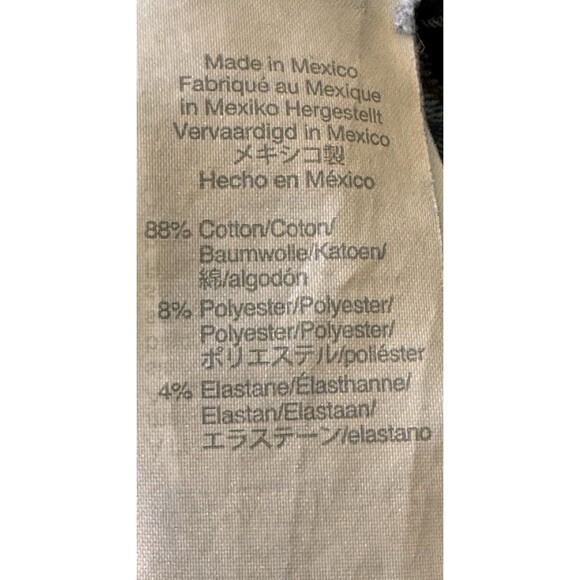 Made in Mexico
Fabriqué au Mexique
in Mexiko Hergestellt
Vervaardigd in Mexico
メキシコ製
Hecho en México
88% Cotton/Coton/
Baumwolle/Katoen/
綿/algodón
8% Polyester/Polyester/
Polyester/Polyester/
ポリエステル/poliéster
4% Elastane/Élasthanne/
Elastan/Elastaan/
エラステーン/elastano